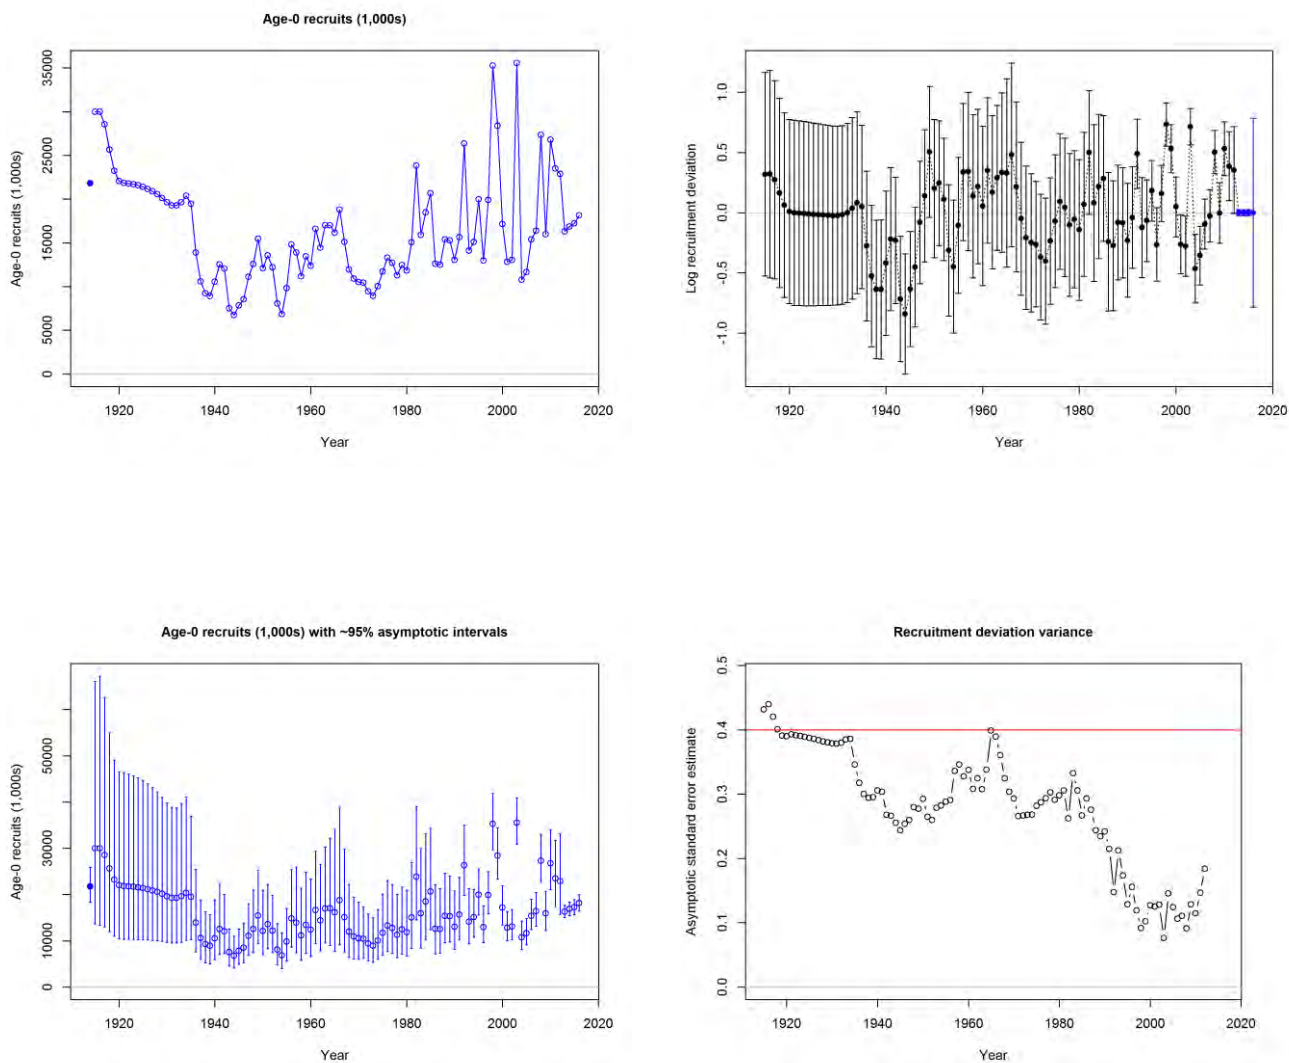 Age-0 recruits (1,000s)
Age-0 recruits (1,000s)
35000
25000
15000
5000
0
1920 1940 1960 1980 2000 2020
Year
Log recruitment deviation
1.0
0.5
0.0
-0.5
-1.0
1920 1940 1960 1980 2000 2020
Year
Age-0 recruits (1,000s) with ~95% asymptotic intervals
Age-0 recruits (1,000s)
50000
30000
10000
0
1920 1940 1960 1980 2000 2020
Year
Recruitment deviation variance
Asymptotic standard error estimate
0.5
0.4
0.3
0.2
0.1
0.0
1920 1940 1960 1980 2000 2020
Year